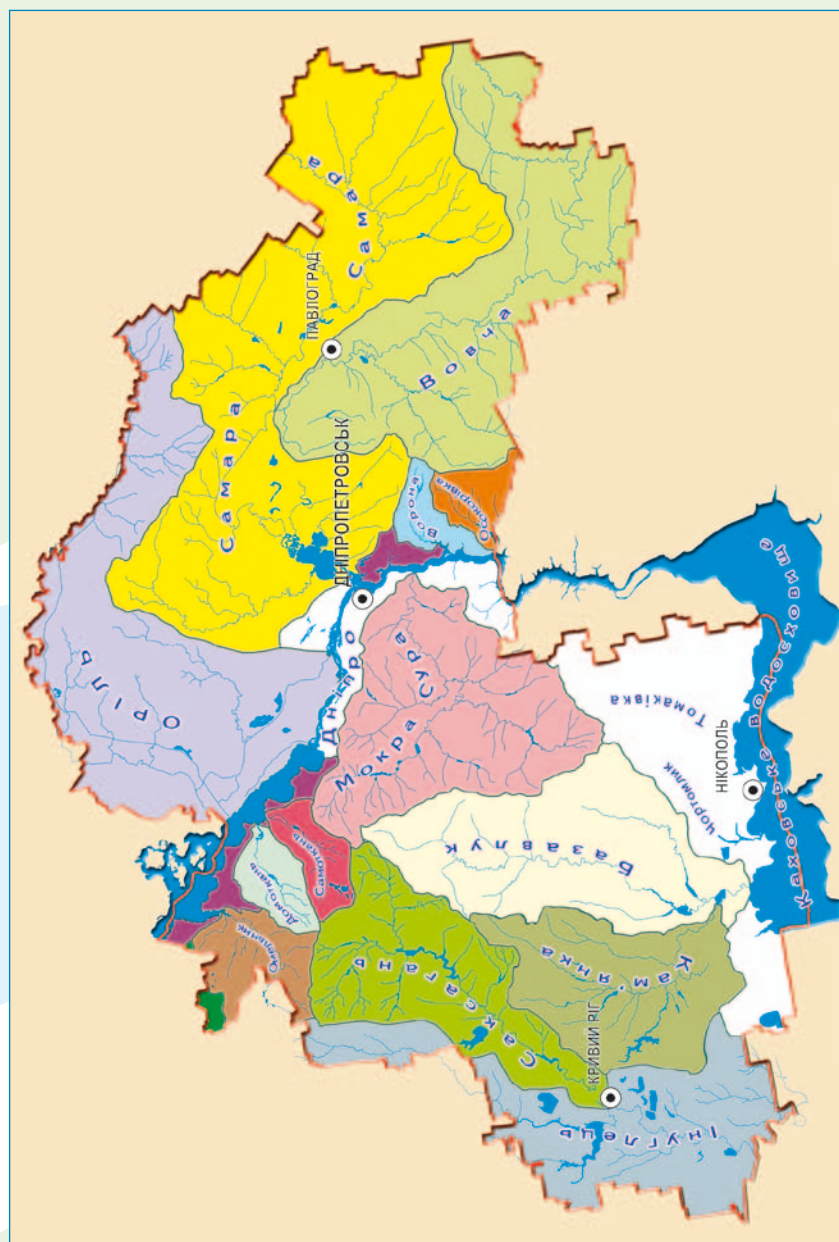 Самара
ПАВЛОГРАД
Вовча
Самара
ДНІПРОПЕТРОВСЬК
Ворона
Осокорівка
ОРІЛЬ
Дніпро
Мокра Сура
Томаківка
Чортомлик
НІКОПОЛЬ
Каховське водосховище
Базавлук
Самоткань
Домоткань
Омельник
Саксагань
Кам'янка
КРИВИЙ РІГ
Інуглець